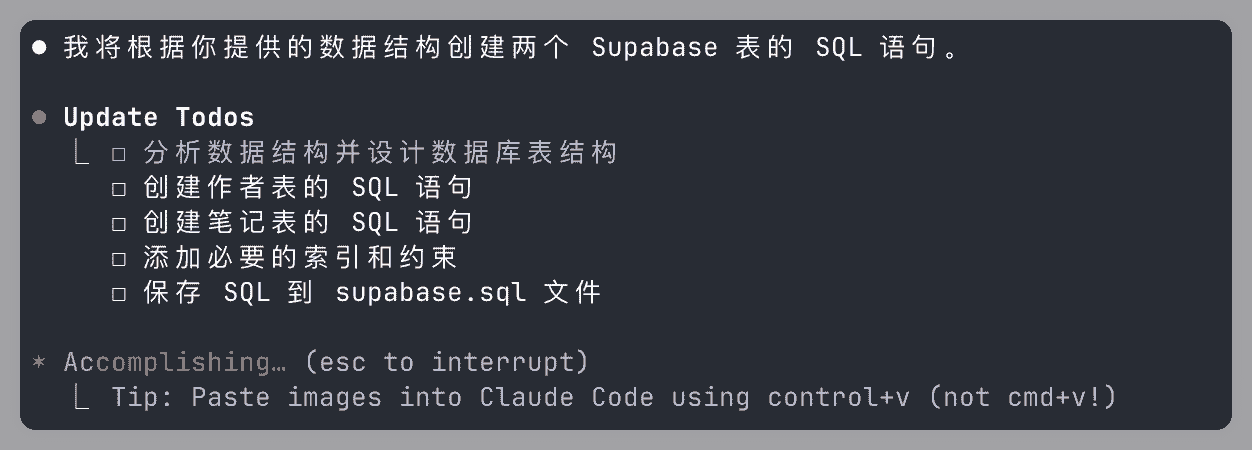 ● 我将根据你提供的数据结构创建两个 Supabase 表的 SQL 语句。
● Update Todos
⎿ ☐ 分析数据结构并设计数据库表结构
☐ 创建作者表的 SQL 语句
☐ 创建笔记表的 SQL 语句
☐ 添加必要的索引和约束
☐ 保存 SQL 到 supabase.sql 文件
✶ Accomplishing… (esc to interrupt)
⎿ Tip: Paste images into Claude Code using control+v (not cmd+v!)